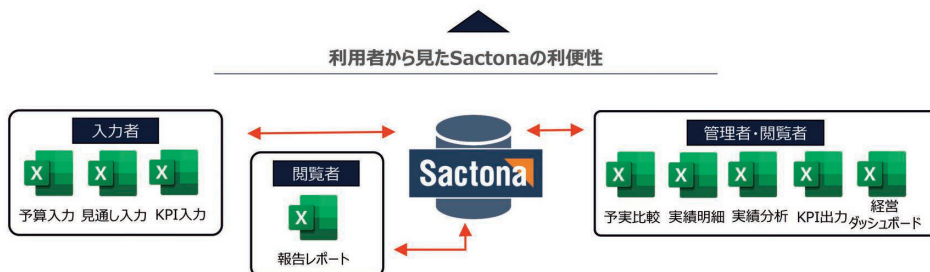 利用者から見たSactonaの利便性
入力者
X
X
X
予算入力
見通し入力
KPI入力
閲覧者
X
報告レポート
Sactona
管理者・閲覧者
X
X
X
X
X
予実比較
実績明細
実績分析
KPI出力
経営
ダッシュボード